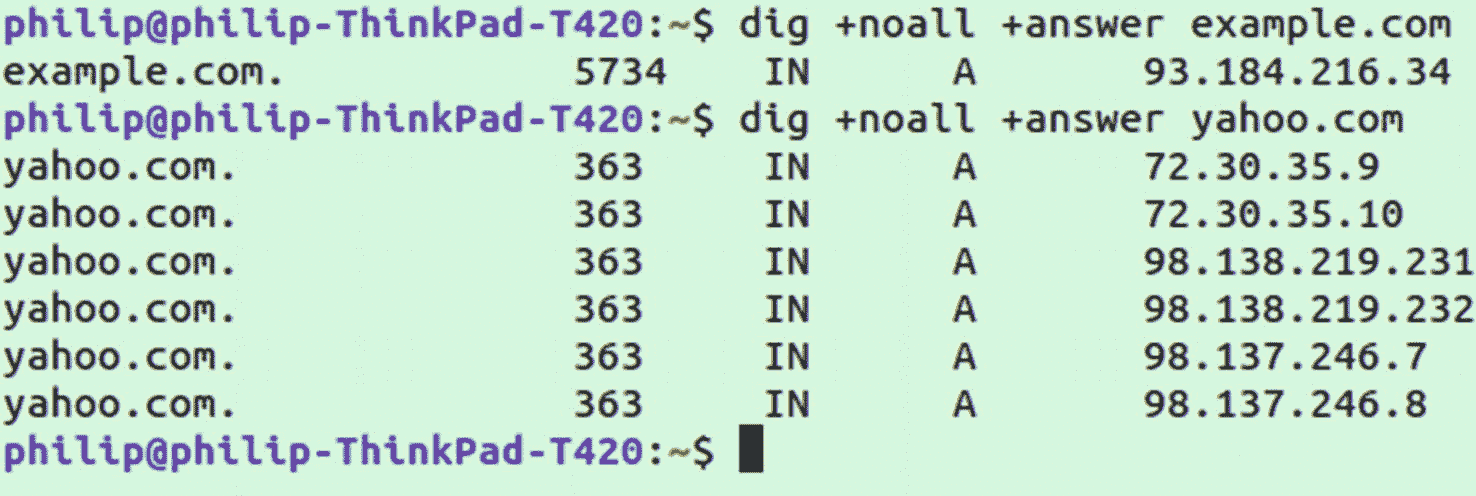 philip@philip-ThinkPad-T420:~$ dig +noall +answer example.com
example.com. 5734 IN A 93.184.216.34
philip@philip-ThinkPad-T420:~$ dig +noall +answer yahoo.com
yahoo.com. 363 IN A 72.30.35.9
yahoo.com. 363 IN A 72.30.35.10
yahoo.com. 363 IN A 98.138.219.231
yahoo.com. 363 IN A 98.138.219.232
yahoo.com. 363 IN A 98.137.246.7
yahoo.com. 363 IN A 98.137.246.8
philip@philip-ThinkPad-T420:~$